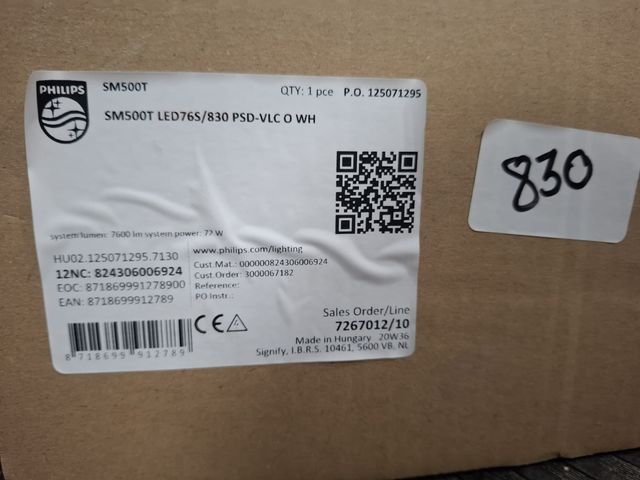 PHILIPS
SM500T
QTY: 1 pce P.O. 125071295
SM500T LED76S/830 PSD-VLC O WH
830
system lumen: 7600 lm system power: 72 W
HU02.125071295.7130
12NC: 824306006924
EOC: 871869991278900
EAN: 8718699912789
www.philips.com/lighting
Cust.Mat.: 000000824306006924
Cust.Order: 3000067182
Reference:
PO Instr.:
8 718699 912789
CE
Sales Order/Line
7267012/10
Made in Hungary 20W36
Signify, I.B.R.S. 10461, 5600 VB, NL